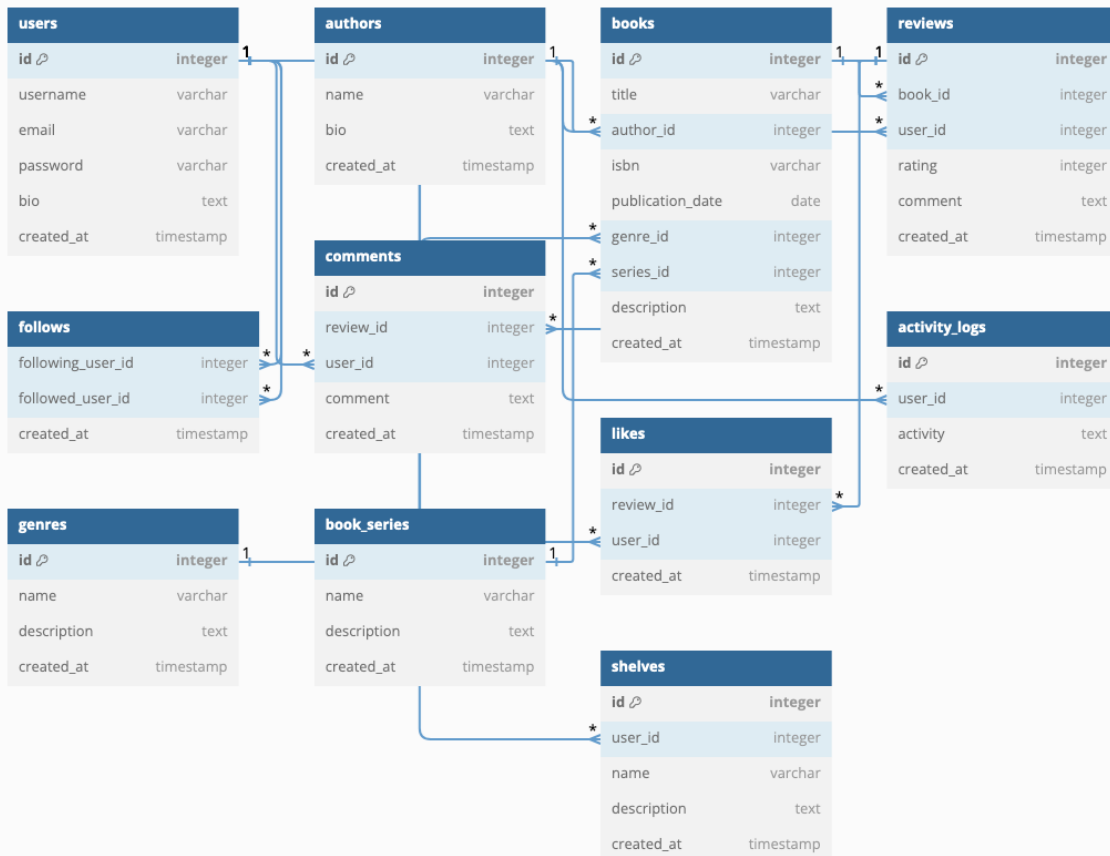 users
id integer
username varchar
email varchar
password varchar
bio text
created_at timestamp
authors
id integer
name varchar
bio text
created_at timestamp
books
id integer
title varchar
author_id integer
isbn varchar
publication_date date
genre_id integer
series_id integer
description text
created_at timestamp
reviews
id integer
book_id integer
user_id integer
rating integer
comment text
created_at timestamp
comments
id integer
review_id integer
user_id integer
comment text
created_at timestamp
follows
following_user_id integer
followed_user_id integer
created_at timestamp
activity_logs
id integer
user_id integer
activity text
created_at timestamp
likes
id integer
review_id integer
user_id integer
created_at timestamp
genres
id integer
name varchar
description text
created_at timestamp
book_series
id integer
name varchar
description text
created_at timestamp
shelves
id integer
user_id integer
name varchar
description text
created_at timestamp
1
1
1
1
1
1
*
*
*
*
*
*
*
*
*
*
*
*
*